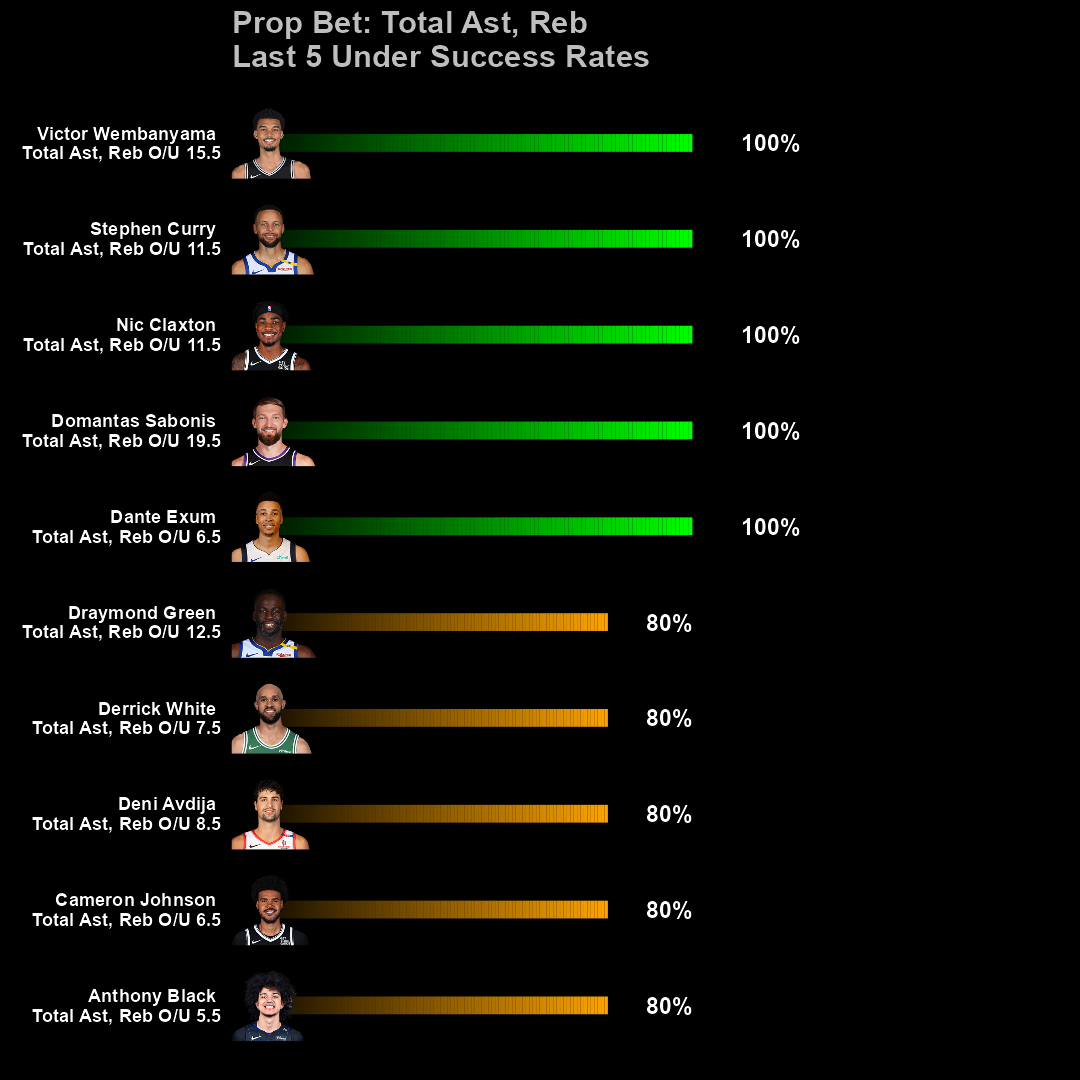 Prop Bet: Total Ast, Reb
Last 5 Under Success Rates
Victor Wembanyama
Total Ast, Reb O/U 15.5
100%
Stephen Curry
Total Ast, Reb O/U 11.5
100%
Nic Claxton
Total Ast, Reb O/U 11.5
100%
Domantas Sabonis
Total Ast, Reb O/U 19.5
100%
Dante Exum
Total Ast, Reb O/U 6.5
100%
Draymond Green
Total Ast, Reb O/U 12.5
80%
Derrick White
Total Ast, Reb O/U 7.5
80%
Deni Avdija
Total Ast, Reb O/U 8.5
80%
Cameron Johnson
Total Ast, Reb O/U 6.5
80%
Anthony Black
Total Ast, Reb O/U 5.5
80%